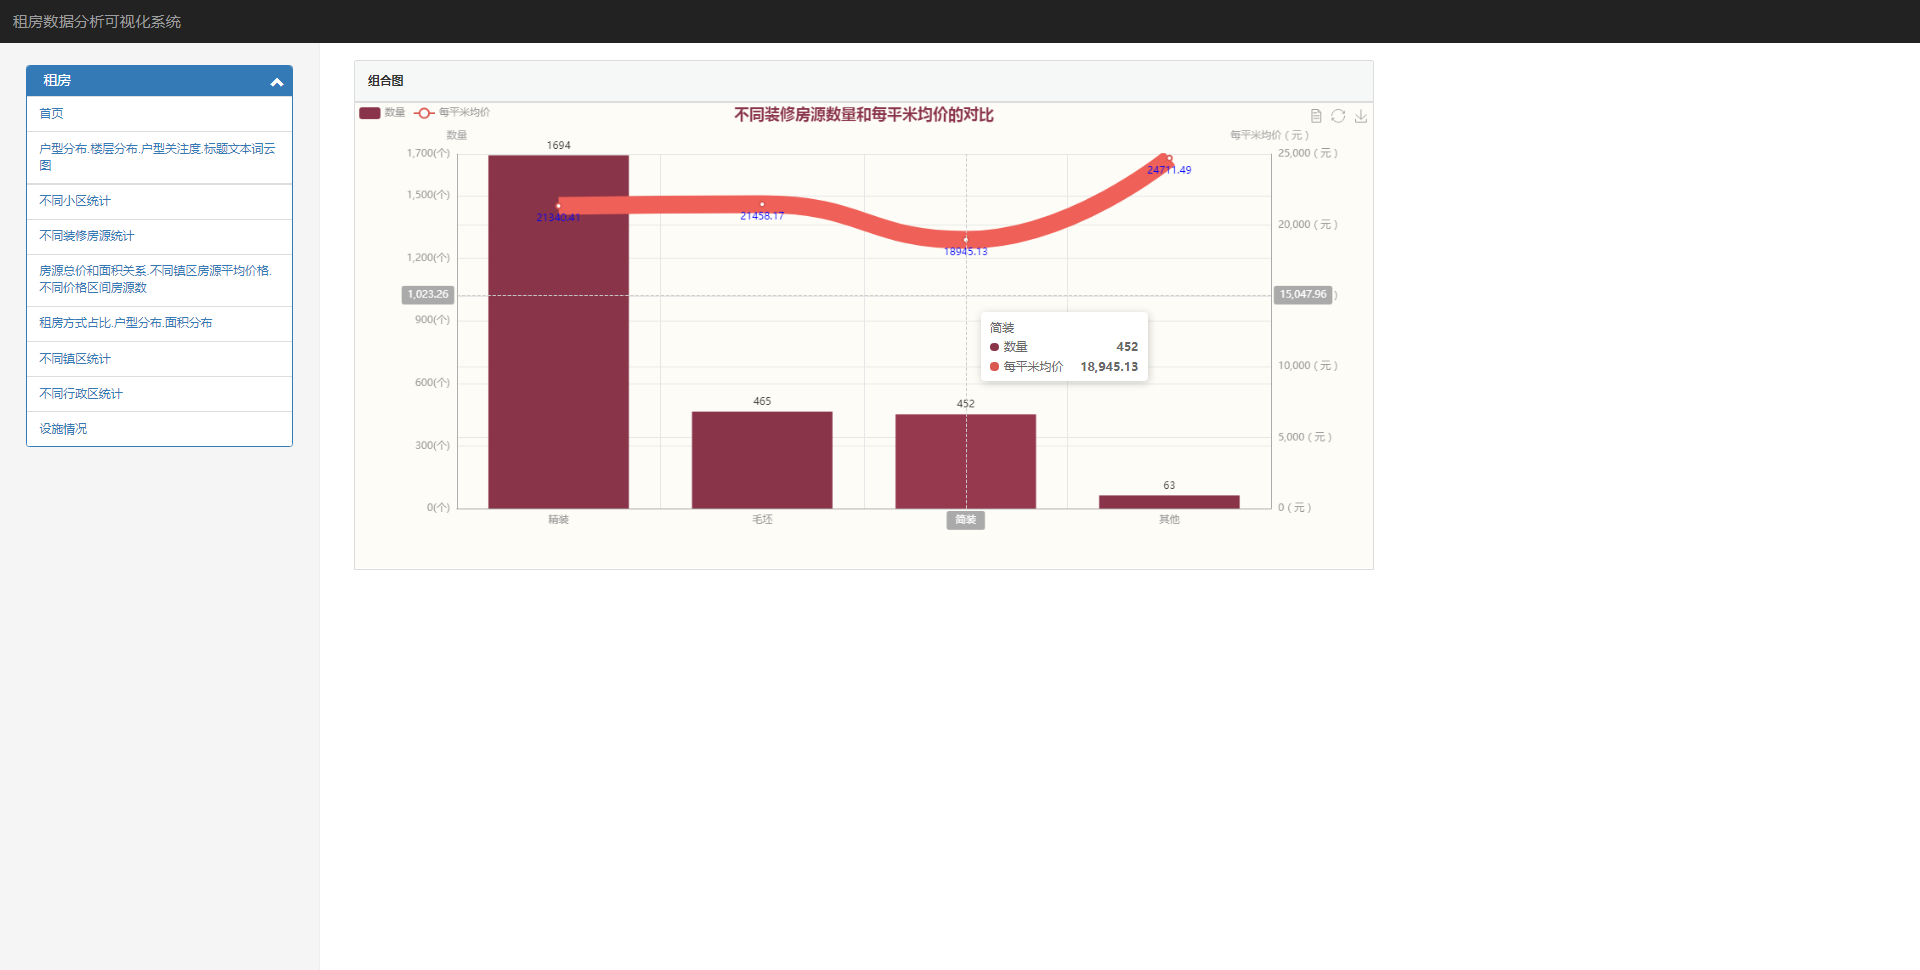 租房数据分析可视化系统
租房
首页
户型分布.楼层分布.户型关注度.标题文本词云
图
不同小区统计
不同装修房源统计
房源总价和面积关系.不同镇区房源平均价格.
不同价格区间房源数
租房方式占比.户型分布.面积分布
不同镇区统计
不同行政区统计
设施情况
组合图
数量 每平米均价
不同装修房源数量和每平米均价的对比
数量
每平米均价（元）
1,700(个)
1,500(个)
1,200(个)
1,023.26
900(个)
600(个)
300(个)
0(个)
25,000（元）
20,000（元）
15,047.96 ）
10,000（元）
5,000（元）
0（元）
1694
465
452
63
21340.41
21458.17
18945.13
24711.49
简装
数量 452
每平米均价 18,945.13
精装
毛坯
简装
其他